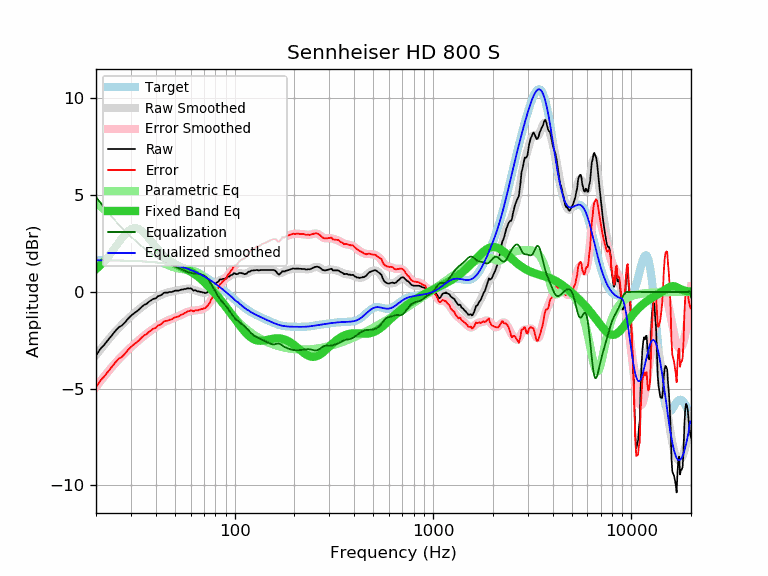 Sennheiser HD 800 S
Target
Raw Smoothed
Error Smoothed
Raw
Error
Parametric Eq
Fixed Band Eq
Equalization
Equalized smoothed
10
5
0
−5
−10
Amplitude (dBr)
100
1000
10000
Frequency (Hz)